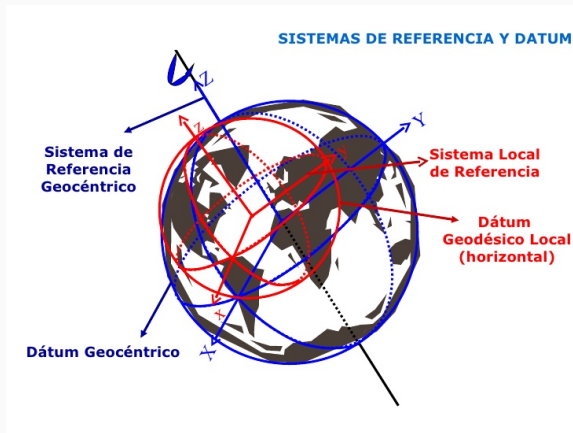 SISTEMAS DE REFERENCIA Y DATUM
Z
Z
Y
Sistema de
Referencia
Geocéntrico
Sistema Local
de Referencia
Dátum
Geodésico Local
(horizontal)
x
X
Dátum Geocéntrico